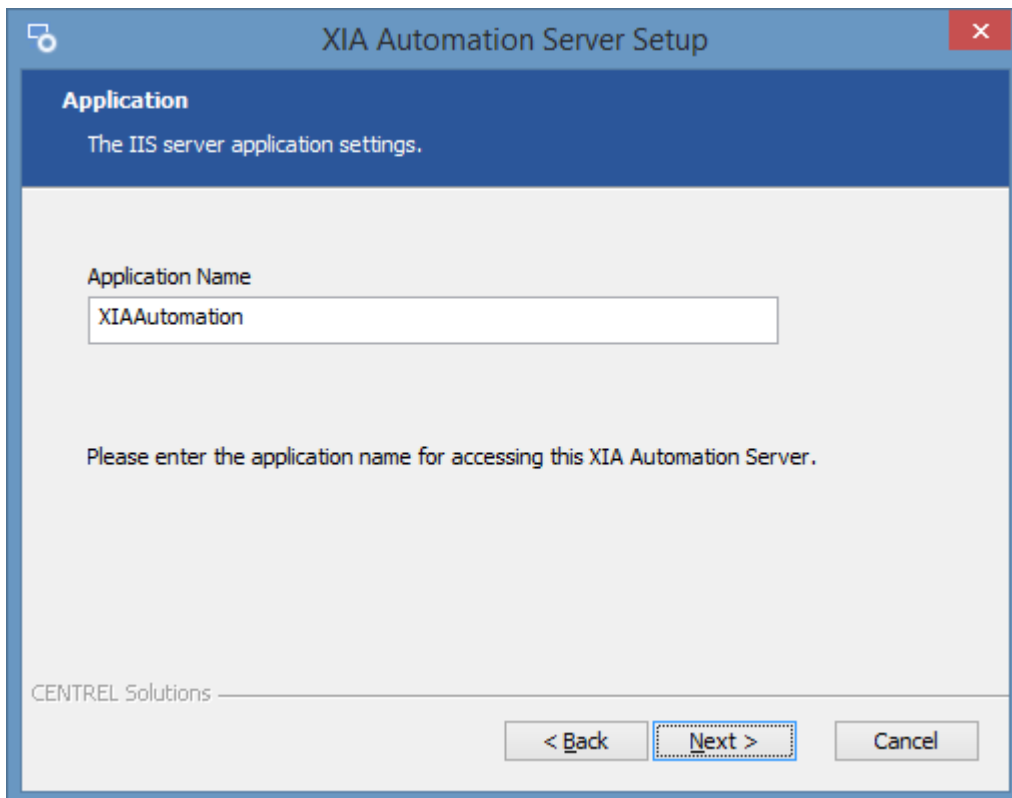 XIA Automation Server Setup
Application
The IIS server application settings.
Application Name
XIAAutomation
Please enter the application name for accessing this XIA Automation Server.
CENTREL Solutions
< Back Next > Cancel